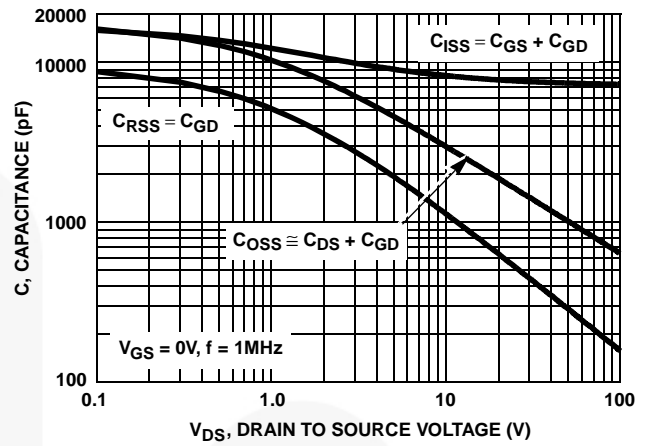 20000
10000
1000
100
C, CAPACITANCE (pF)
C_ISS = C_GS + C_GD
C_RSS = C_GD
C_OSS ≅ C_DS + C_GD
V_GS = 0V, f = 1MHz
0.1
1.0
10
100
V_DS, DRAIN TO SOURCE VOLTAGE (V)